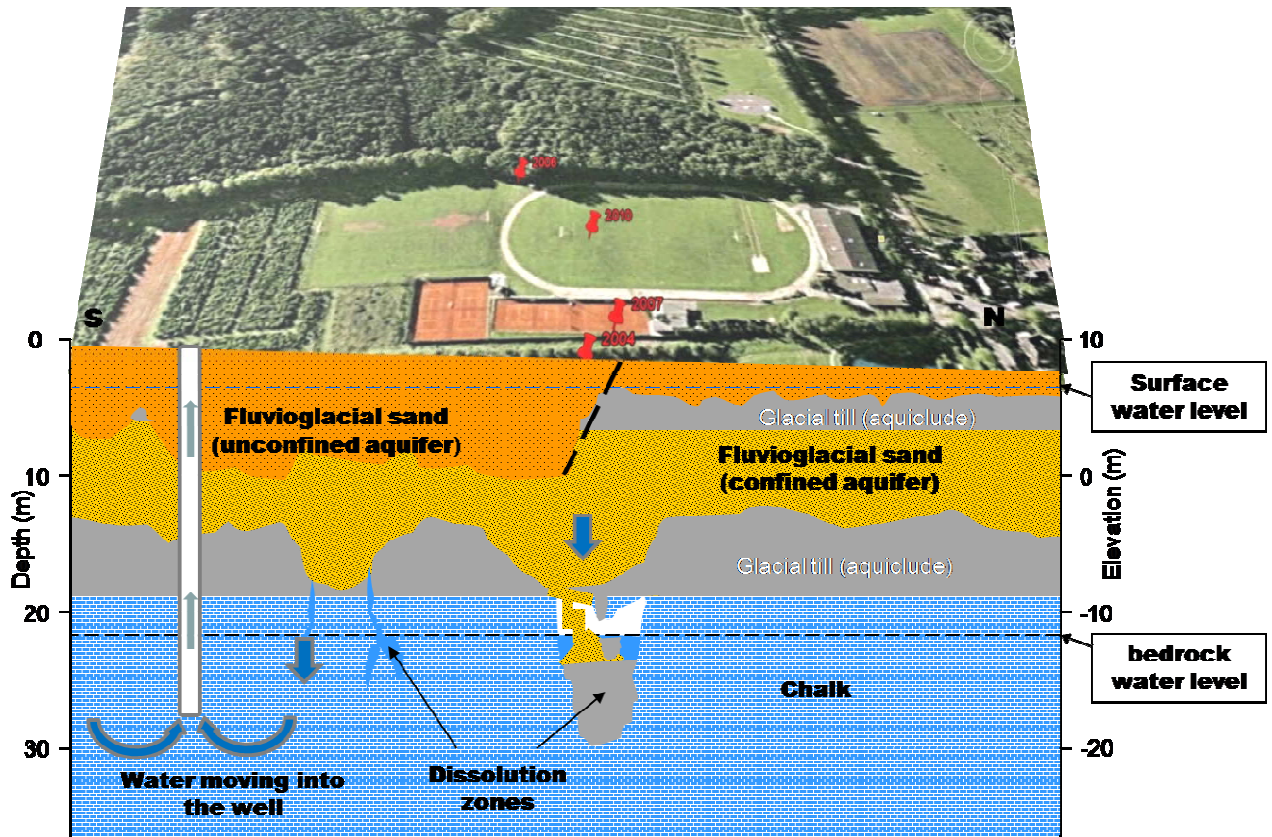 2008
2010
2007
2004
S
N
0
10
20
30
Depth (m)
10
0
-10
-20
Elevation (m)
Surface
water level
Glacial till (aquiclude)
Fluvioglacial sand
(unconfined aquifer)
Fluvioglacial sand
(confined aquifer)
Glacial till (aquiclude)
bedrock
water level
Chalk
Dissolution
zones
Water moving into
the well